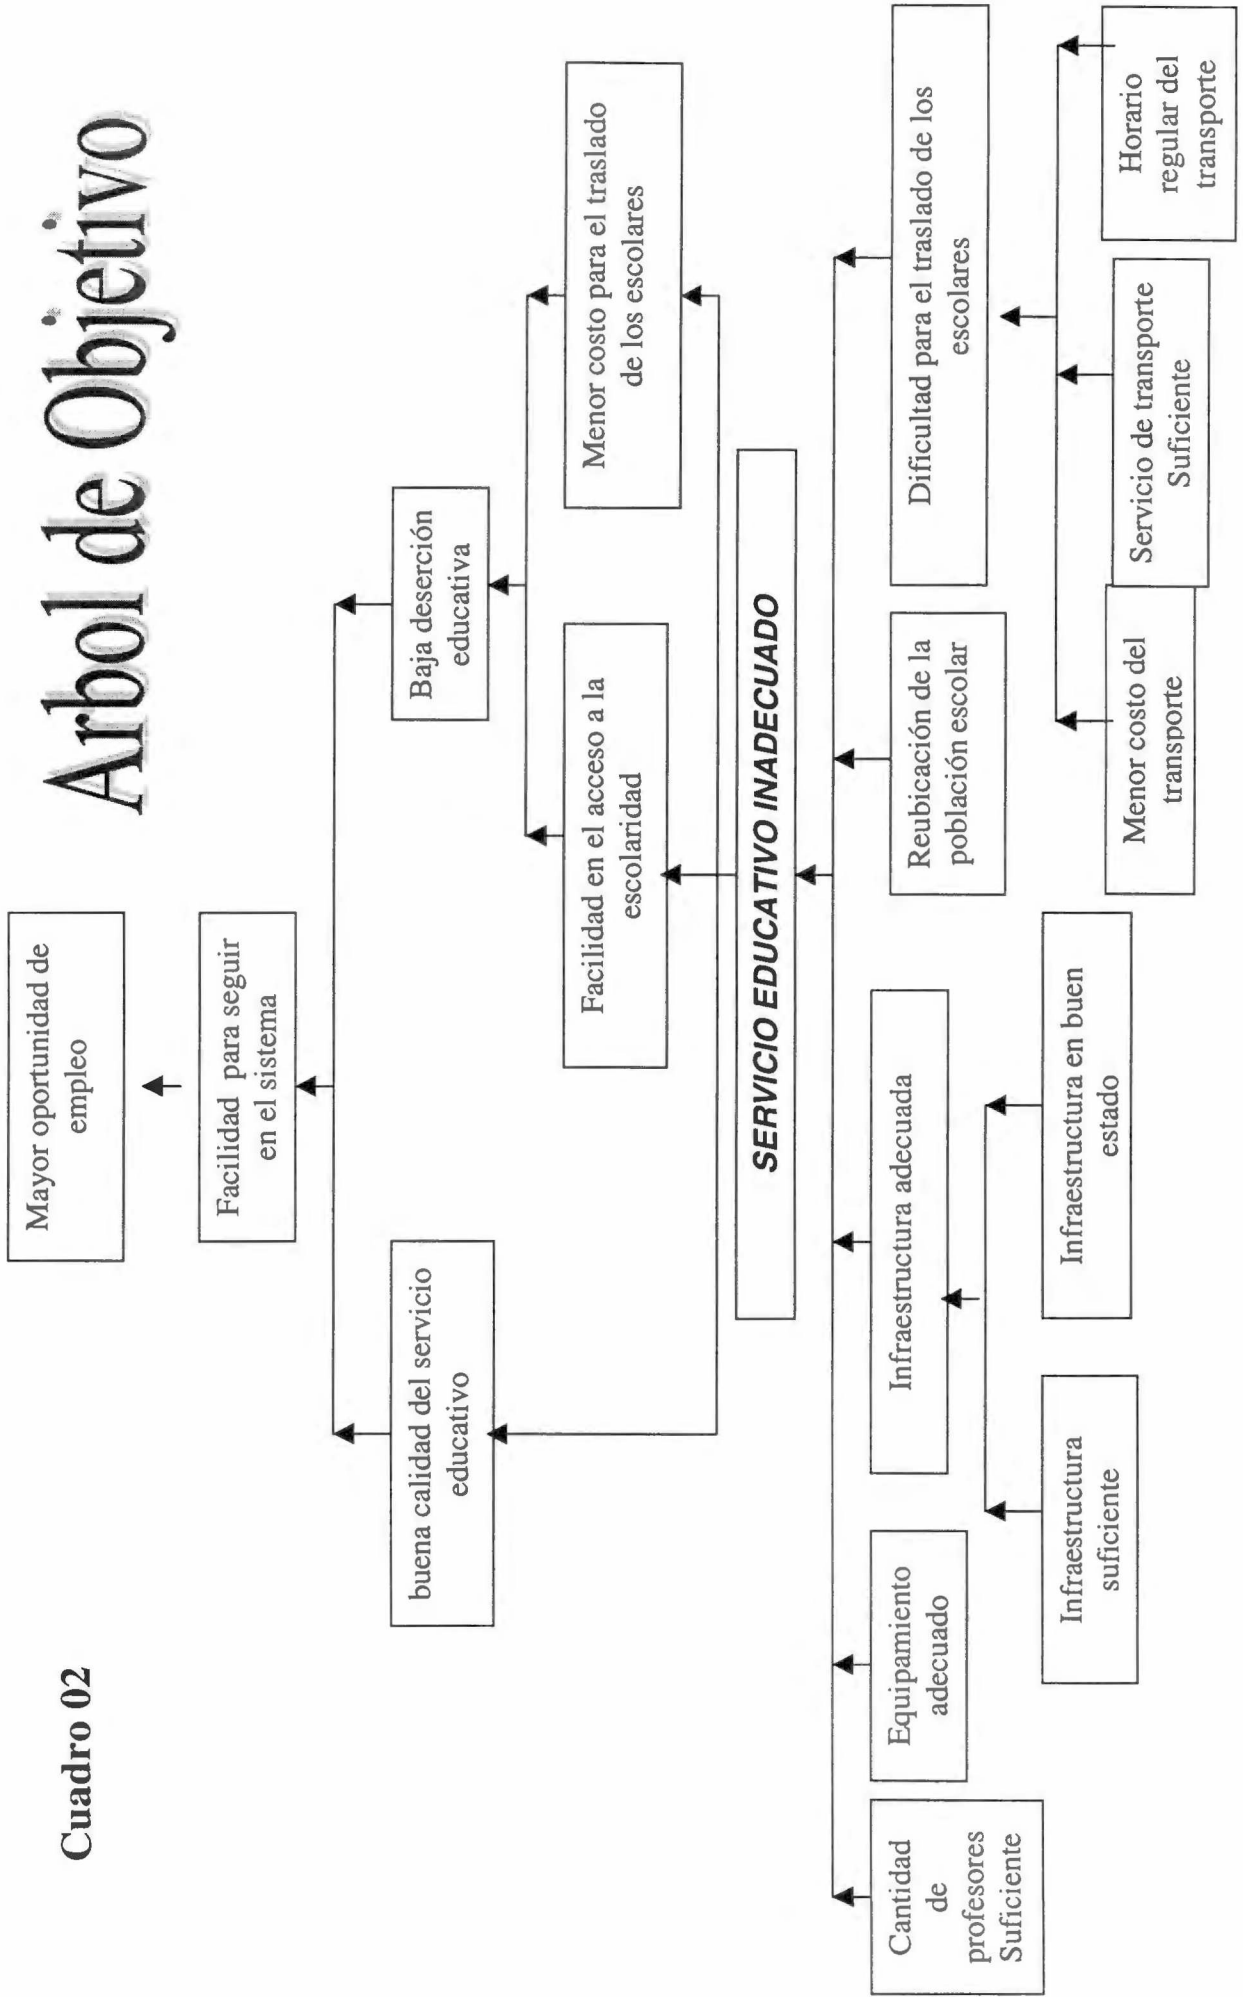 Cuadro 02
Arbol de Objetivo
Mayor oportunidad de
empleo
Facilidad para seguir
en el sistema
buena calidad del servicio
educativo
Baja deserción
educativa
Facilidad en el acceso a la
escolaridad
Menor costo para el traslado
de los escolares
SERVICIO EDUCATIVO INADECUADO
Cantidad
de
profesores
Suficiente
Equipamiento
adecuado
Infraestructura adecuada
Reubicación de la
población escolar
Dificultad para el traslado de los
escolares
Infraestructura
suficiente
Infraestructura en buen
estado
Menor costo del
transporte
Servicio de transporte
Suficiente
Horario
regular del
transporte